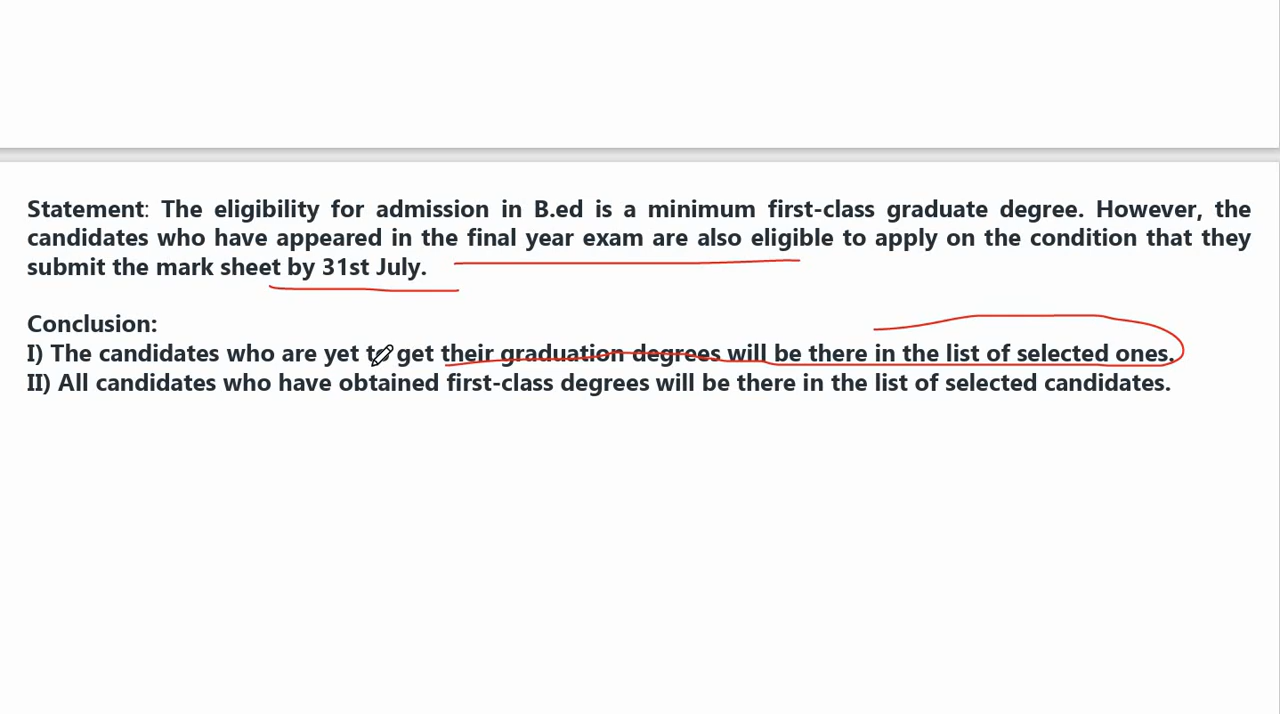 Statement: The eligibility for admission in B.ed is a minimum first-class graduate degree. However, the
candidates who have appeared in the final year exam are also eligible to apply on the condition that they
submit the mark sheet by 31st July.
Conclusion:
I) The candidates who are yet to get their graduation degrees will be there in the list of selected ones.
II) All candidates who have obtained first-class degrees will be there in the list of selected candidates.